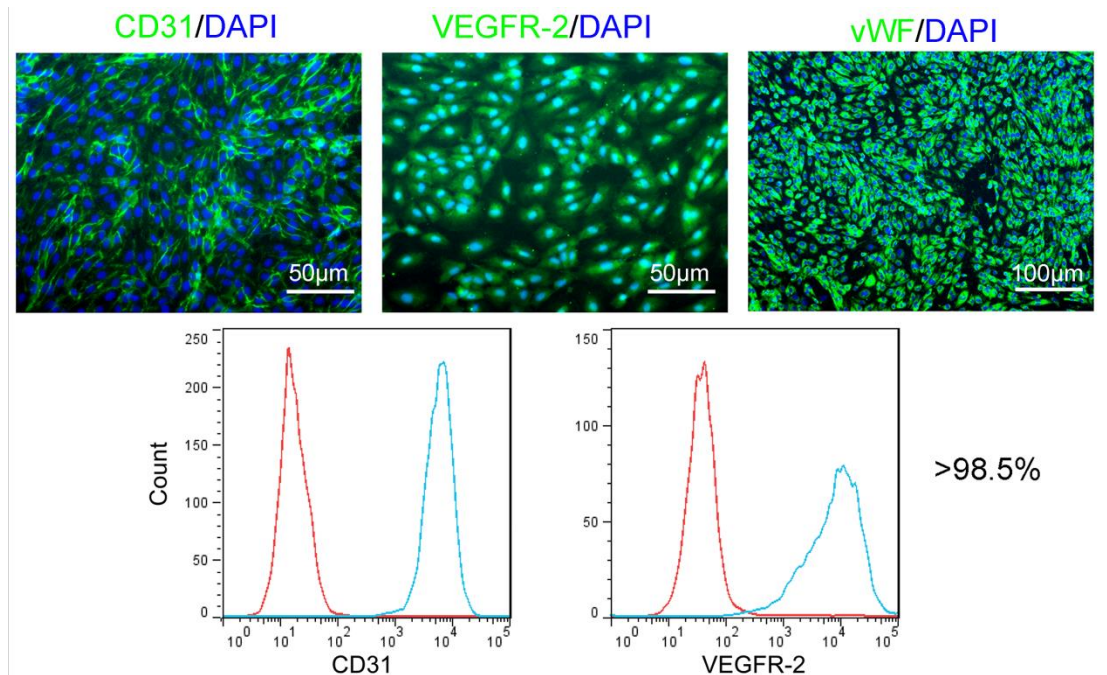 CD31/DAPI
VEGFR-2/DAPI
vWF/DAPI
50µm
50µm
100µm
250
200
150
100
50
0
Count
10⁰ 10¹ 10² 10³ 10⁴ 10⁵
CD31
150
100
50
0
10⁰ 10¹ 10² 10³ 10⁴ 10⁵
VEGFR-2
>98.5%